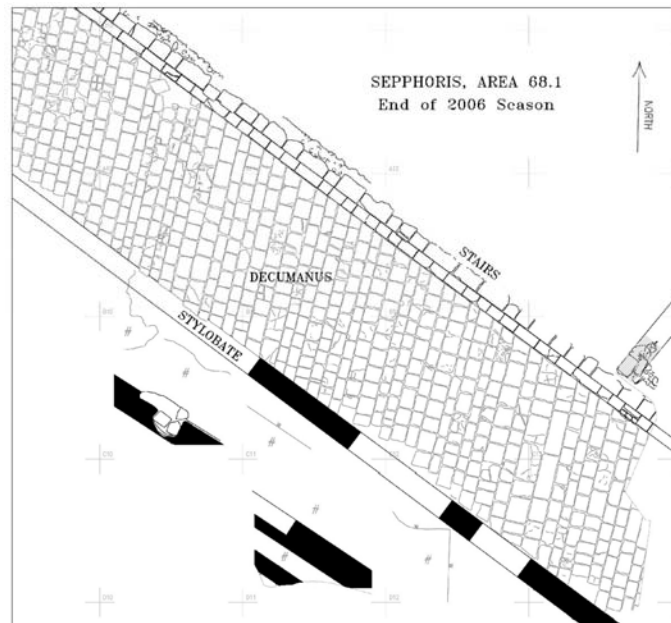 SEPPHORIS, AREA 68.1
End of 2006 Season
NORTH
STAIRS
DECUMANUS
STYLOBATE